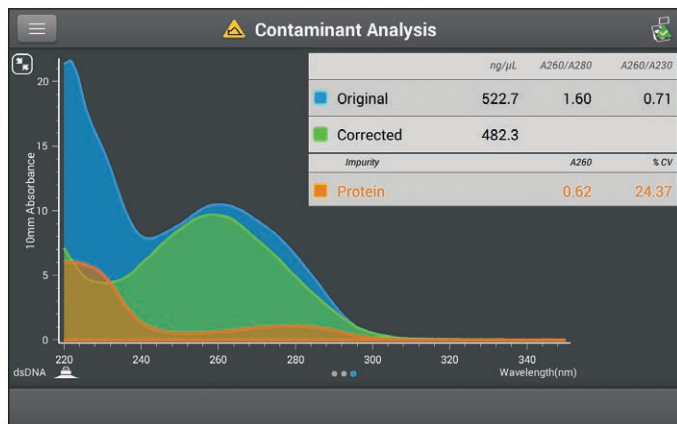 Contaminant Analysis
ng/µL A260/A280 A260/A230
Original 522.7 1.60 0.71
Corrected 482.3
Impurity A260 % CV
Protein 0.62 24.37
10mm Absorbance
20
15
10
5
0
220 240 260 280 300 320 340
dsDNA
Wavelength(nm)